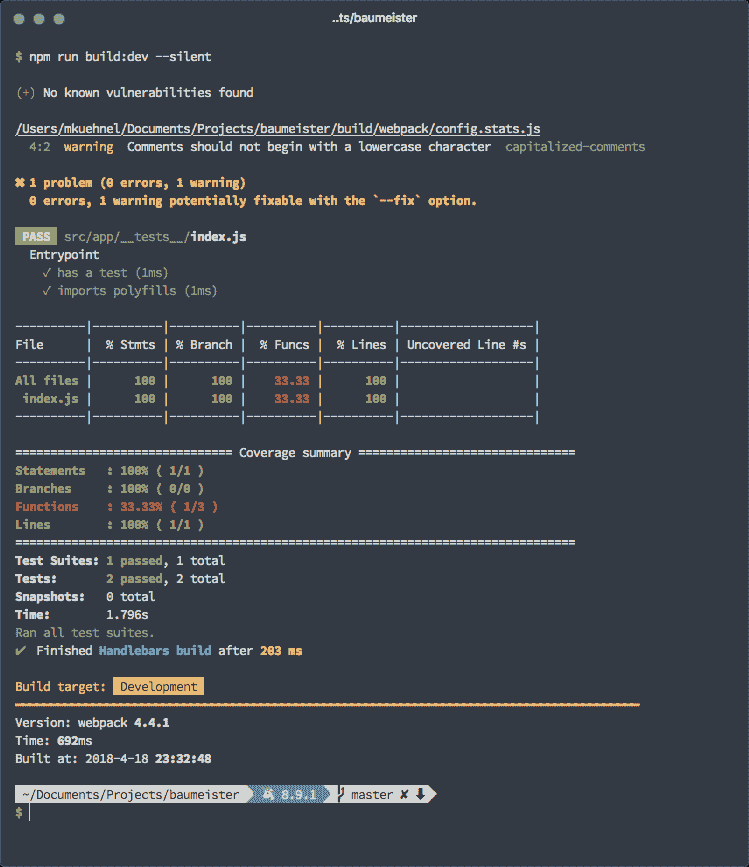 ..ts/baumeister
$ npm run build:dev --silent
(+) No known vulnerabilities found
/Users/mkuehnel/Documents/Projects/baumeister/build/webpack/config.stats.js
4:2 warning Comments should not begin with a lowercase character capitalized-comments
✖ 1 problem (0 errors, 1 warning)
0 errors, 1 warning potentially fixable with the `--fix` option.
PASS src/app/__tests__/index.js
Entrypoint
✓ has a test (1ms)
✓ imports polyfills (1ms)
----------|----------|----------|----------|----------|-------------------|
File | % Stmts | % Branch | % Funcs | % Lines | Uncovered Line #s |
----------|----------|----------|----------|----------|-------------------|
All files | 100 | 100 | 33.33 | 100 | |
index.js | 100 | 100 | 33.33 | 100 | |
----------|----------|----------|----------|----------|-------------------|
=============================== Coverage summary ===============================
Statements : 100% ( 1/1 )
Branches : 100% ( 0/0 )
Functions : 33.33% ( 1/3 )
Lines : 100% ( 1/1 )
================================================================================
Test Suites: 1 passed, 1 total
Tests: 2 passed, 2 total
Snapshots: 0 total
Time: 1.796s
Ran all test suites.
✔ Finished Handlebars build after 203 ms
Build target: Development
Version: webpack 4.4.1
Time: 692ms
Built at: 2018-4-18 23:32:48
~/Documents/Projects/baumeister 8.9.1 master ✘ ⬇
$